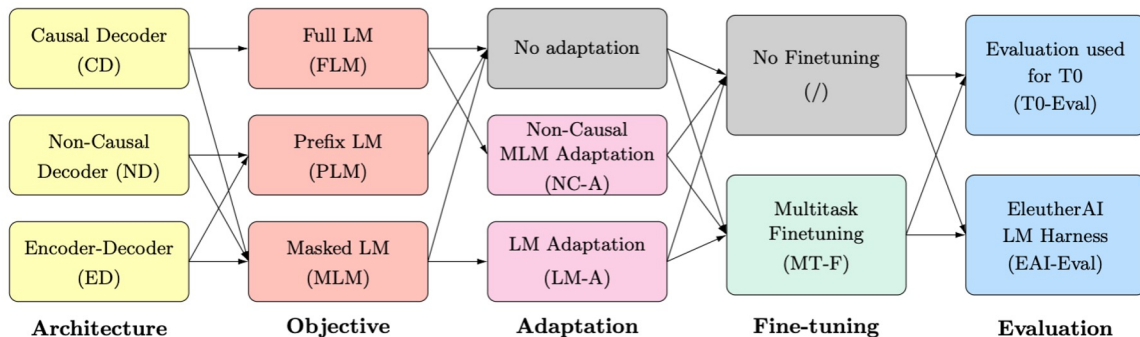 Causal Decoder
(CD)
Non-Causal
Decoder (ND)
Encoder-Decoder
(ED)
Architecture
Full LM
(FLM)
Prefix LM
(PLM)
Masked LM
(MLM)
Objective
No adaptation
Non-Causal
MLM Adaptation
(NC-A)
LM Adaptation
(LM-A)
Adaptation
No Finetuning
(/)
Multitask
Finetuning
(MT-F)
Fine-tuning
Evaluation used
for T0
(T0-Eval)
EleutherAI
LM Harness
(EAI-Eval)
Evaluation